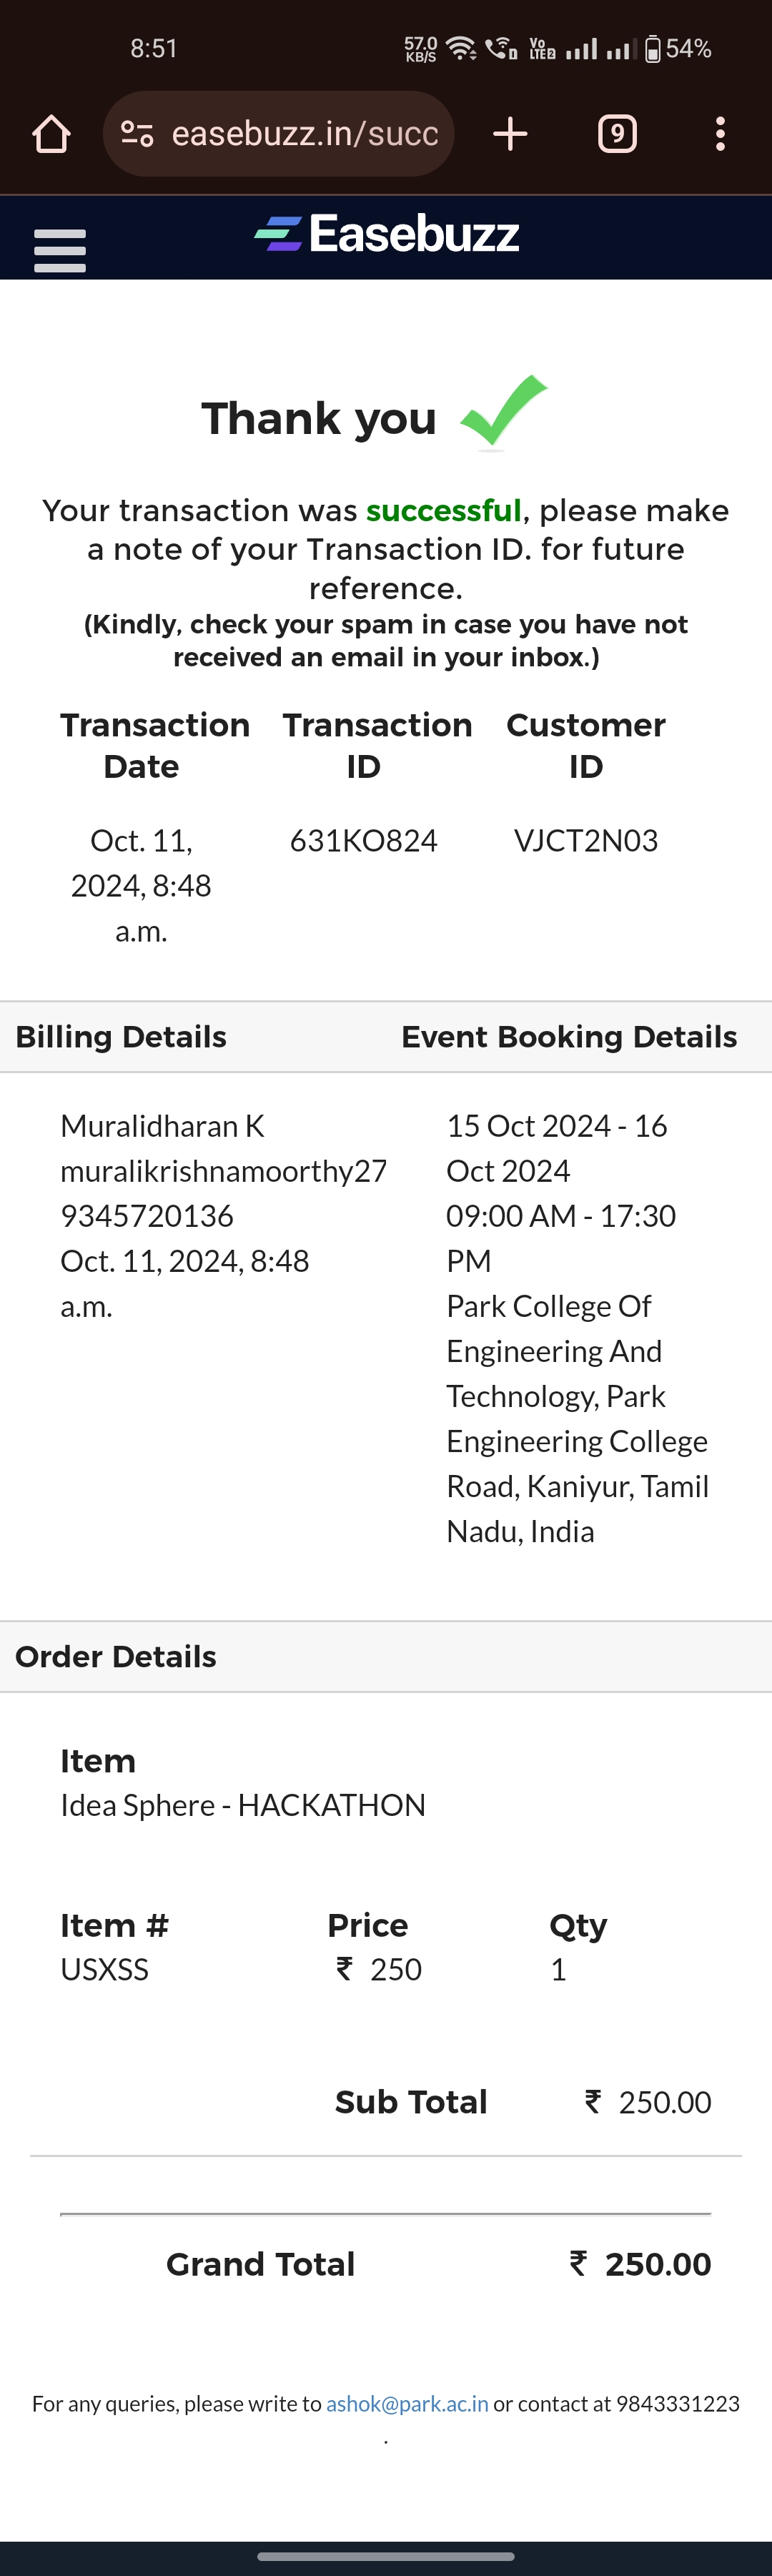 8:51
57.0 KB/S
Vo LTE 2
54%
easebuzz.in/succ
9
Easebuzz
Thank you
Your transaction was successful, please make
a note of your Transaction ID. for future
reference.
(Kindly, check your spam in case you have not
received an email in your inbox.)
Transaction Date
Transaction ID
Customer ID
Oct. 11, 2024, 8:48 a.m.
631KO824
VJCT2N03
Billing Details
Event Booking Details
Muralidharan K
muralikrishnamoorthy27
9345720136
Oct. 11, 2024, 8:48
a.m.
15 Oct 2024 - 16
Oct 2024
09:00 AM - 17:30
PM
Park College Of
Engineering And
Technology, Park
Engineering College
Road, Kaniyur, Tamil
Nadu, India
Order Details
Item
Idea Sphere - HACKATHON
Item # Price Qty
USXSS ₹ 250 1
Sub Total ₹ 250.00
Grand Total ₹ 250.00
For any queries, please write to ashok@park.ac.in or contact at 9843331223
.